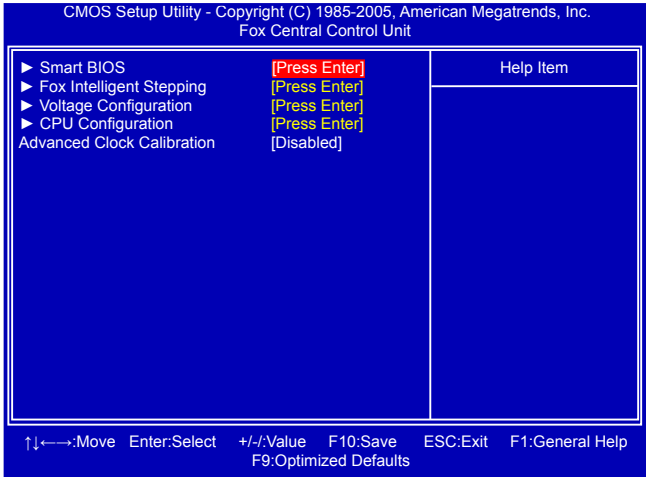 CMOS Setup Utility - Copyright (C) 1985-2005, American Megatrends, Inc.
Fox Central Control Unit
► Smart BIOS [Press Enter]
► Fox Intelligent Stepping [Press Enter]
► Voltage Configuration [Press Enter]
► CPU Configuration [Press Enter]
Advanced Clock Calibration [Disabled]
Help Item
↑↓←→:Move Enter:Select +/-/:Value F10:Save ESC:Exit F1:General Help
F9:Optimized Defaults